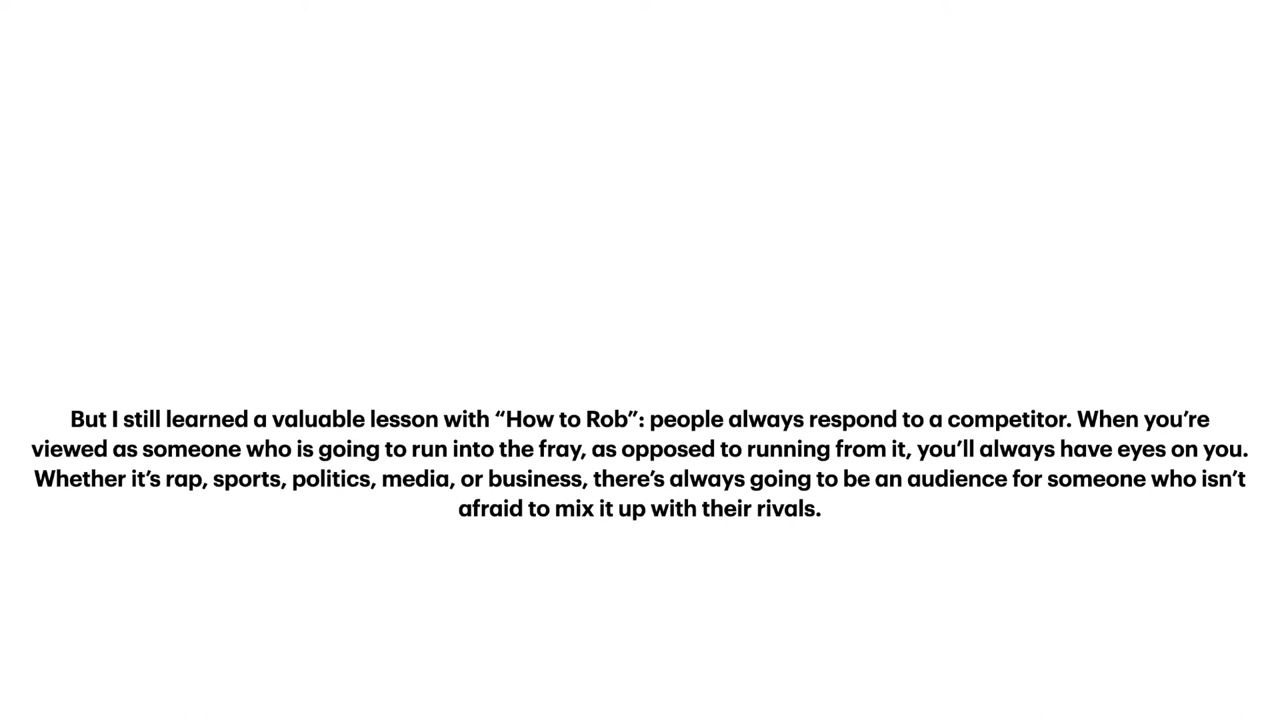 But I still learned a valuable lesson with “How to Rob”: people always respond to a competitor. When you’re
viewed as someone who is going to run into the fray, as opposed to running from it, you’ll always have eyes on you.
Whether it’s rap, sports, politics, media, or business, there’s always going to be an audience for someone who isn’t
afraid to mix it up with their rivals.